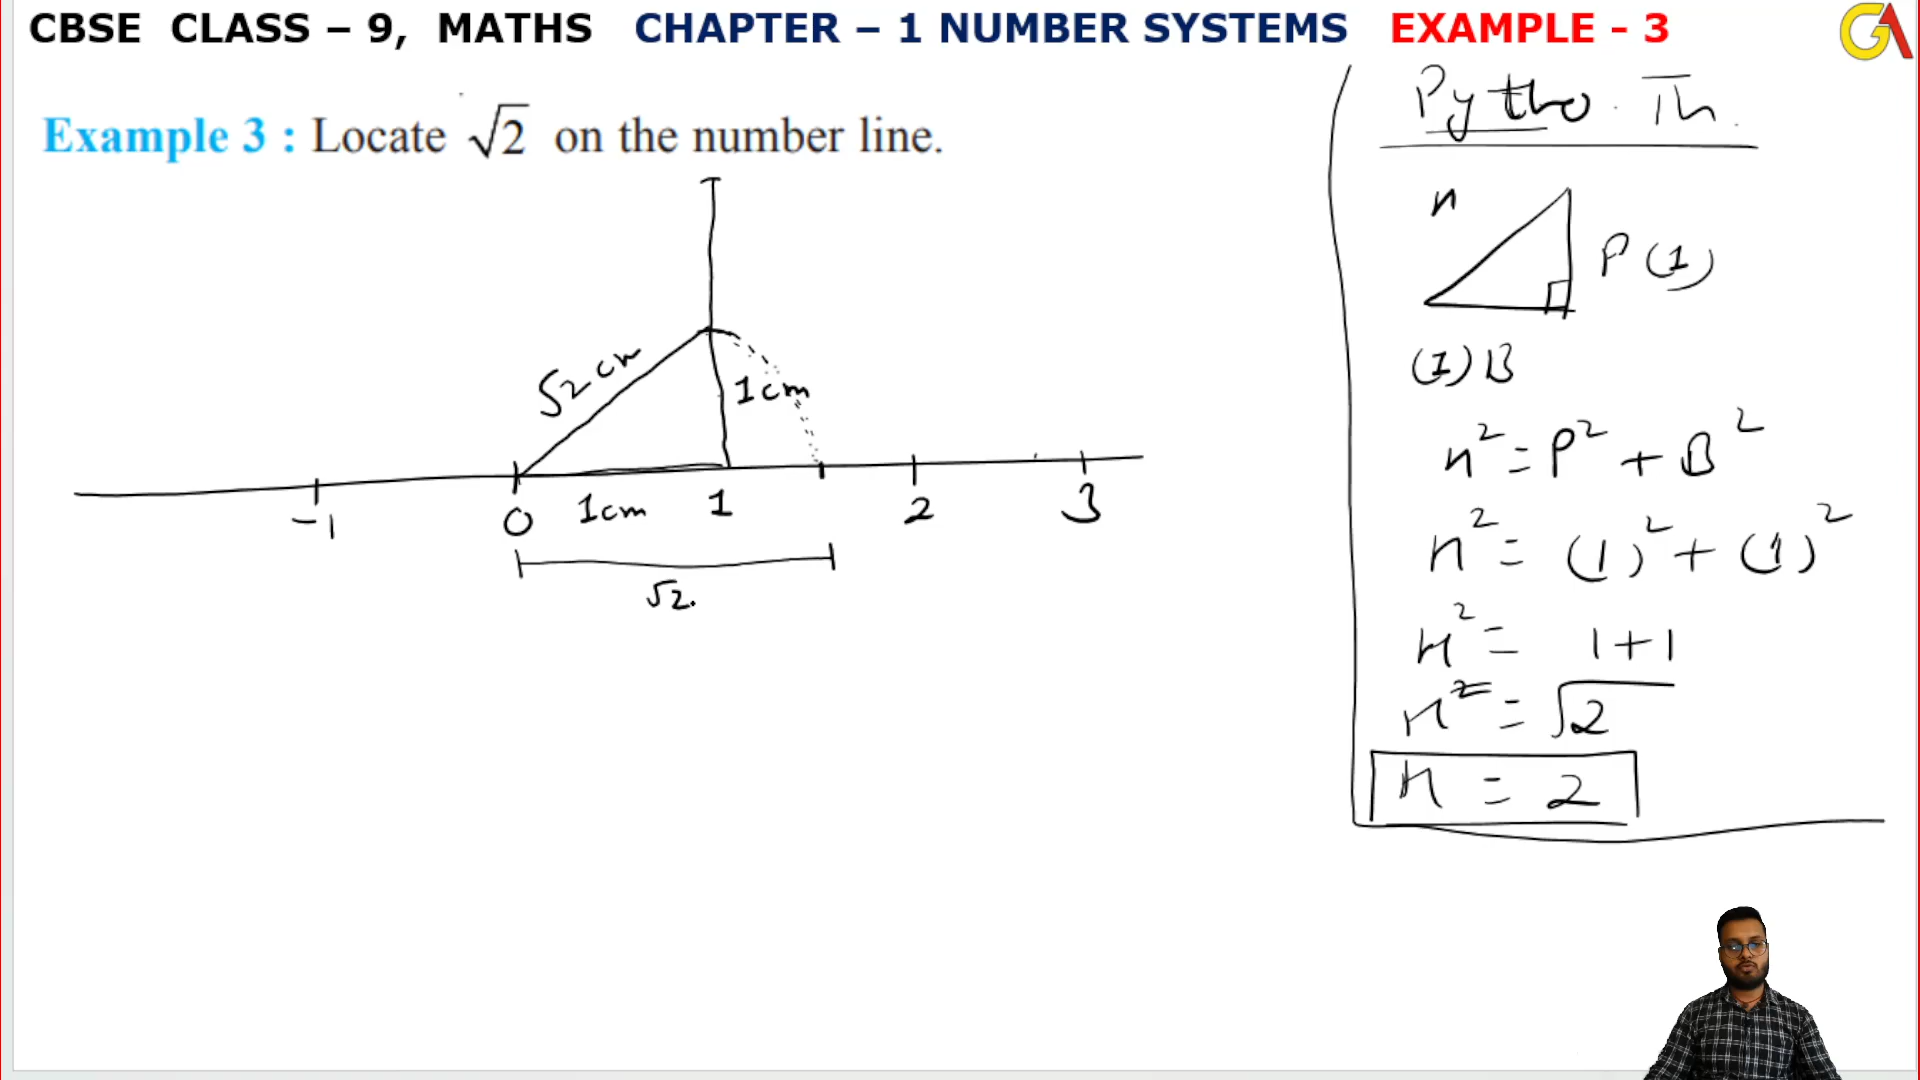 CBSE CLASS – 9, MATHS CHAPTER – 1 NUMBER SYSTEMS EXAMPLE - 3
GA
Example 3 : Locate √2 on the number line.
√2 cm
1cm
-1 0 1cm 1 2 3
√2.
Pytho. Th.
H
P (1)
(1) B
H² = P² + B²
H² = (1)² + (1)²
H² = 1+1
H² = √2
H = 2